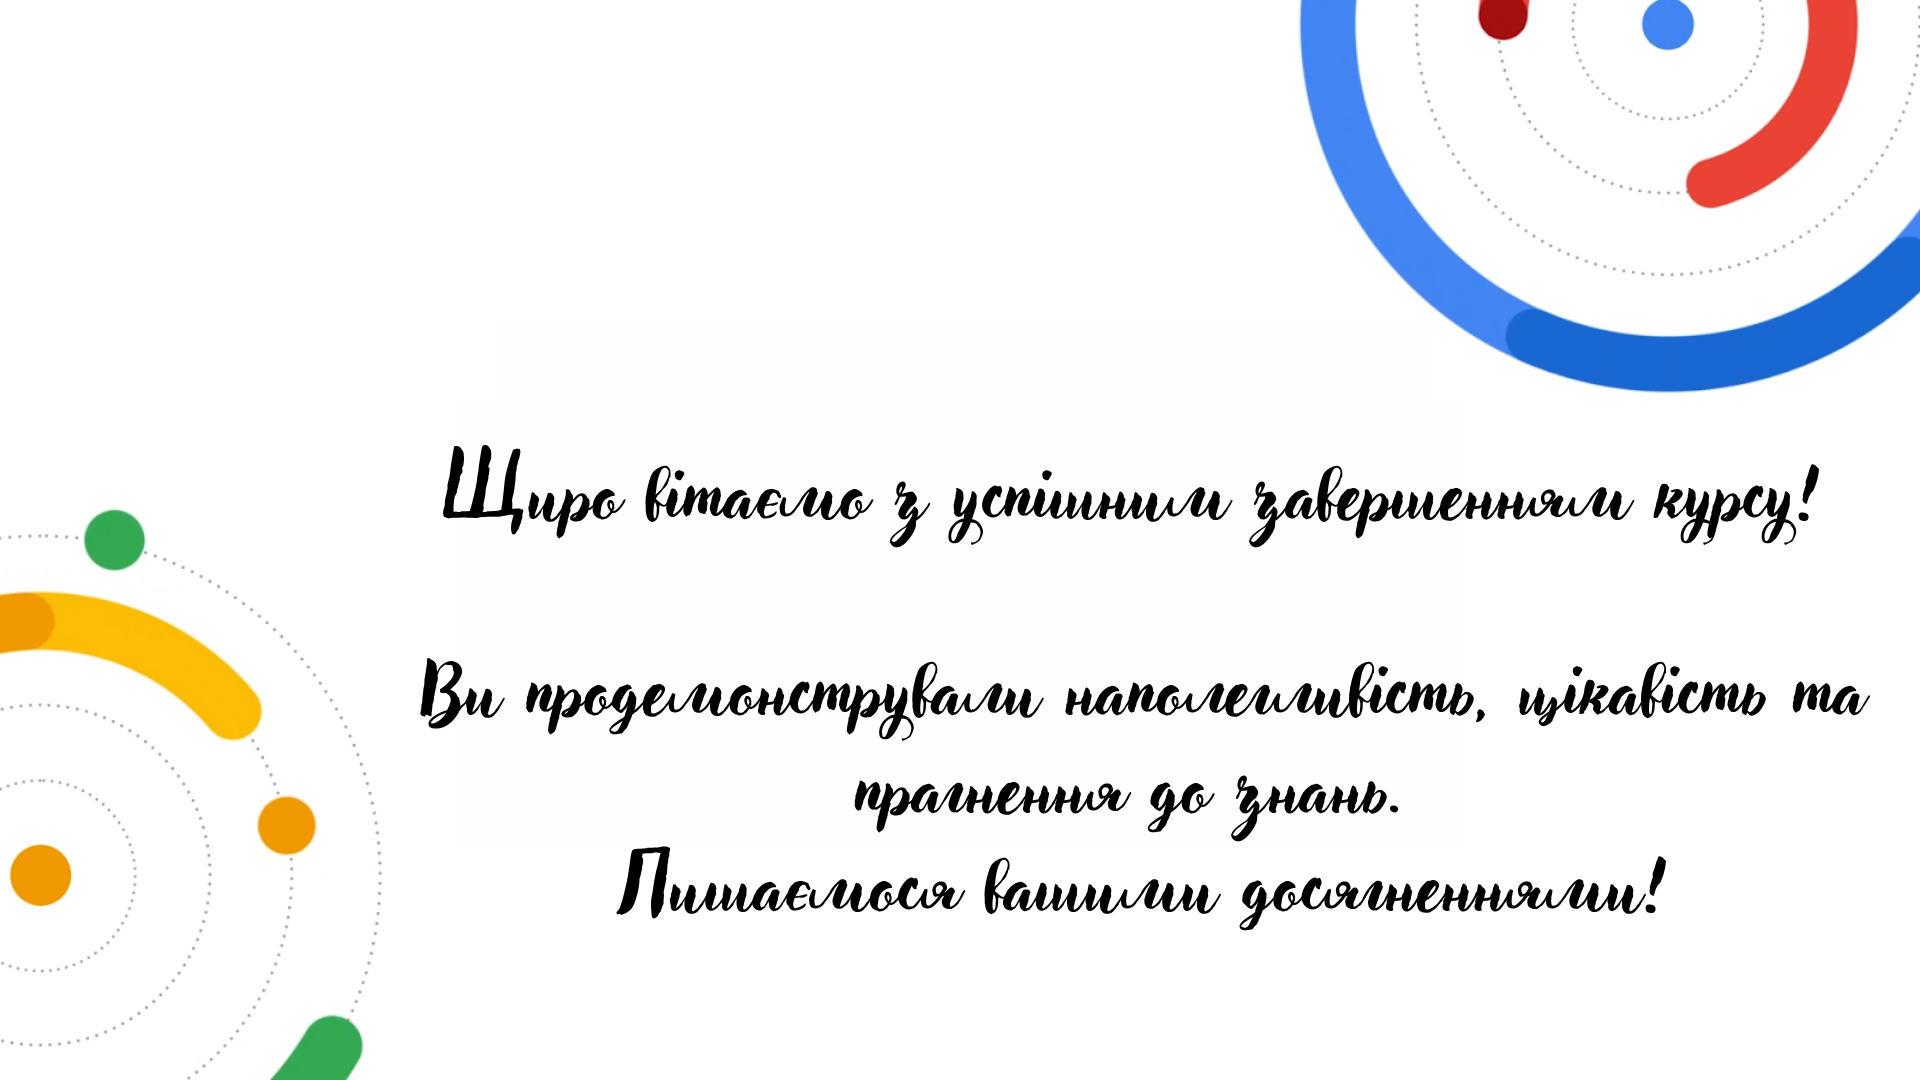 Щиро вітаємо з успішним завершенням курсу!
Ви продемонстрували наполегливість, цікавість та
прагнення до знань.
Пишаємося вашими досягненнями!